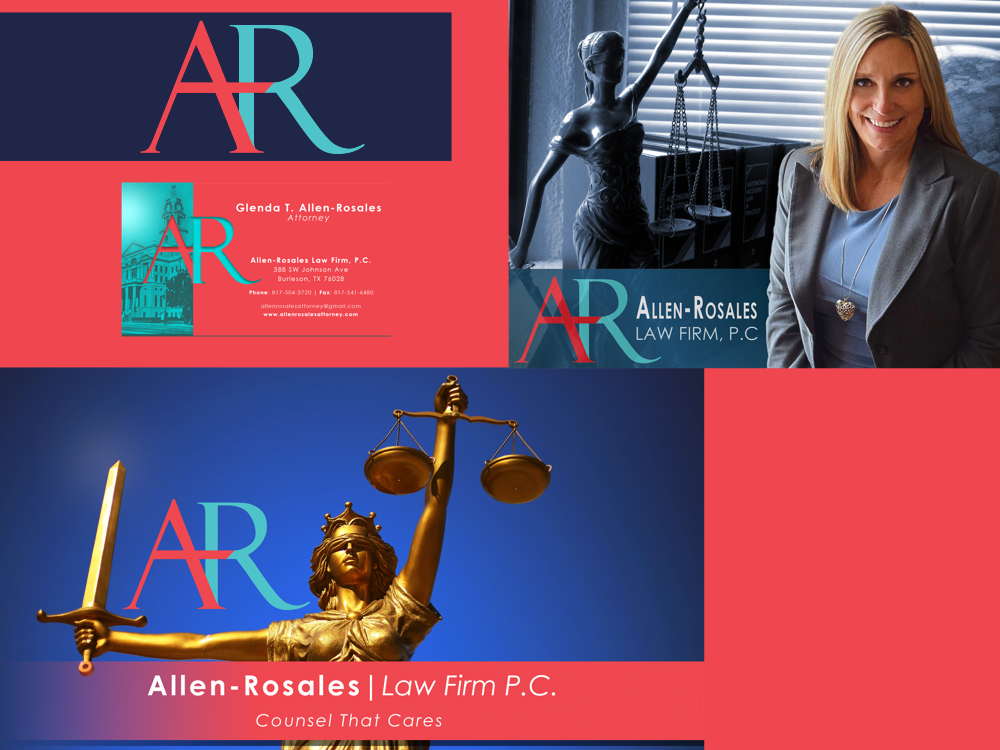 AR
AR
Glenda T. Allen-Rosales
Attorney
Allen-Rosales Law Firm, P.C.
388 SW Johnson Ave
Burleson, TX 76028
Phone: 817-504-2720 | Fax: 817-541-6480
allenrosalesattorney@gmail.com
www.allenrosalesattorney.com
AR
ALLEN-ROSALES
LAW FIRM, P.C
AR
Allen-Rosales|Law Firm P.C.
Counsel That Cares